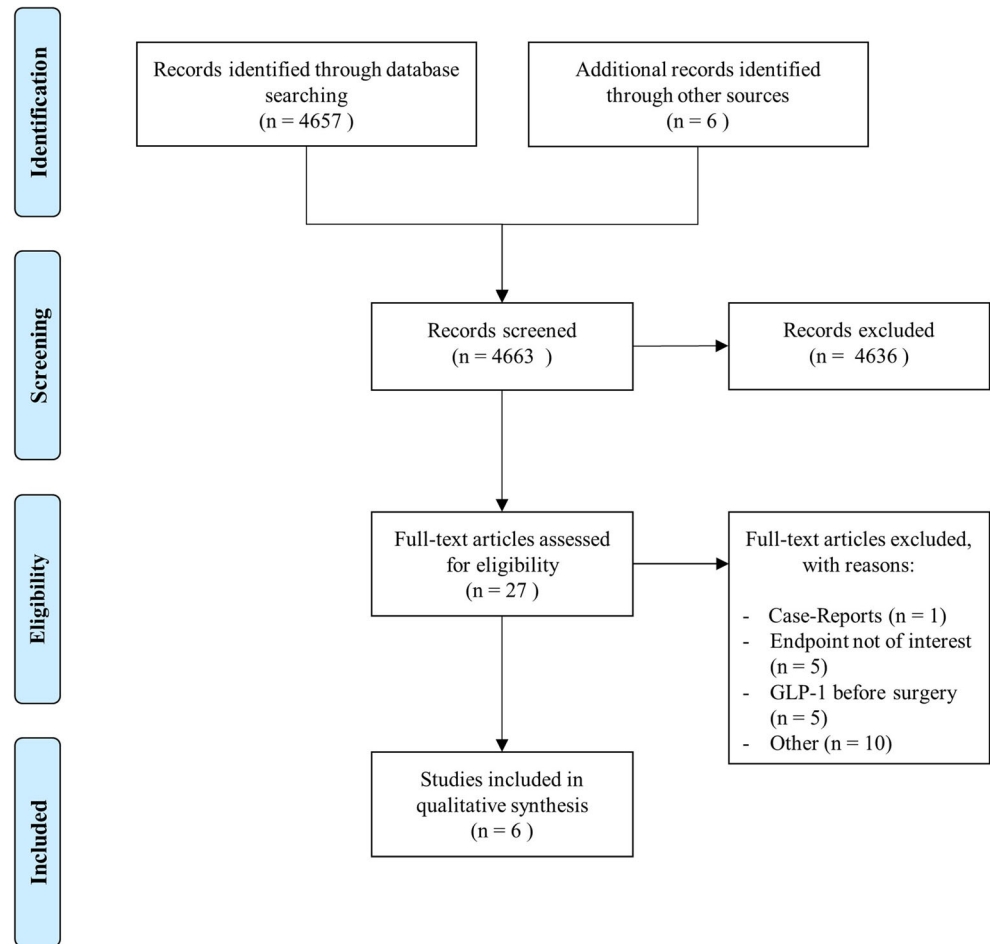 Identification
Records identified through database
searching
(n = 4657 )
Additional records identified
through other sources
(n = 6 )
Screening
Records screened
(n = 4663 )
Records excluded
(n = 4636 )
Eligibility
Full-text articles assessed
for eligibility
(n = 27 )
Full-text articles excluded,
with reasons:
- Case-Reports (n = 1)
- Endpoint not of interest
(n = 5)
- GLP-1 before surgery
(n = 5)
- Other (n = 10)
Included
Studies included in
qualitative synthesis
(n = 6 )